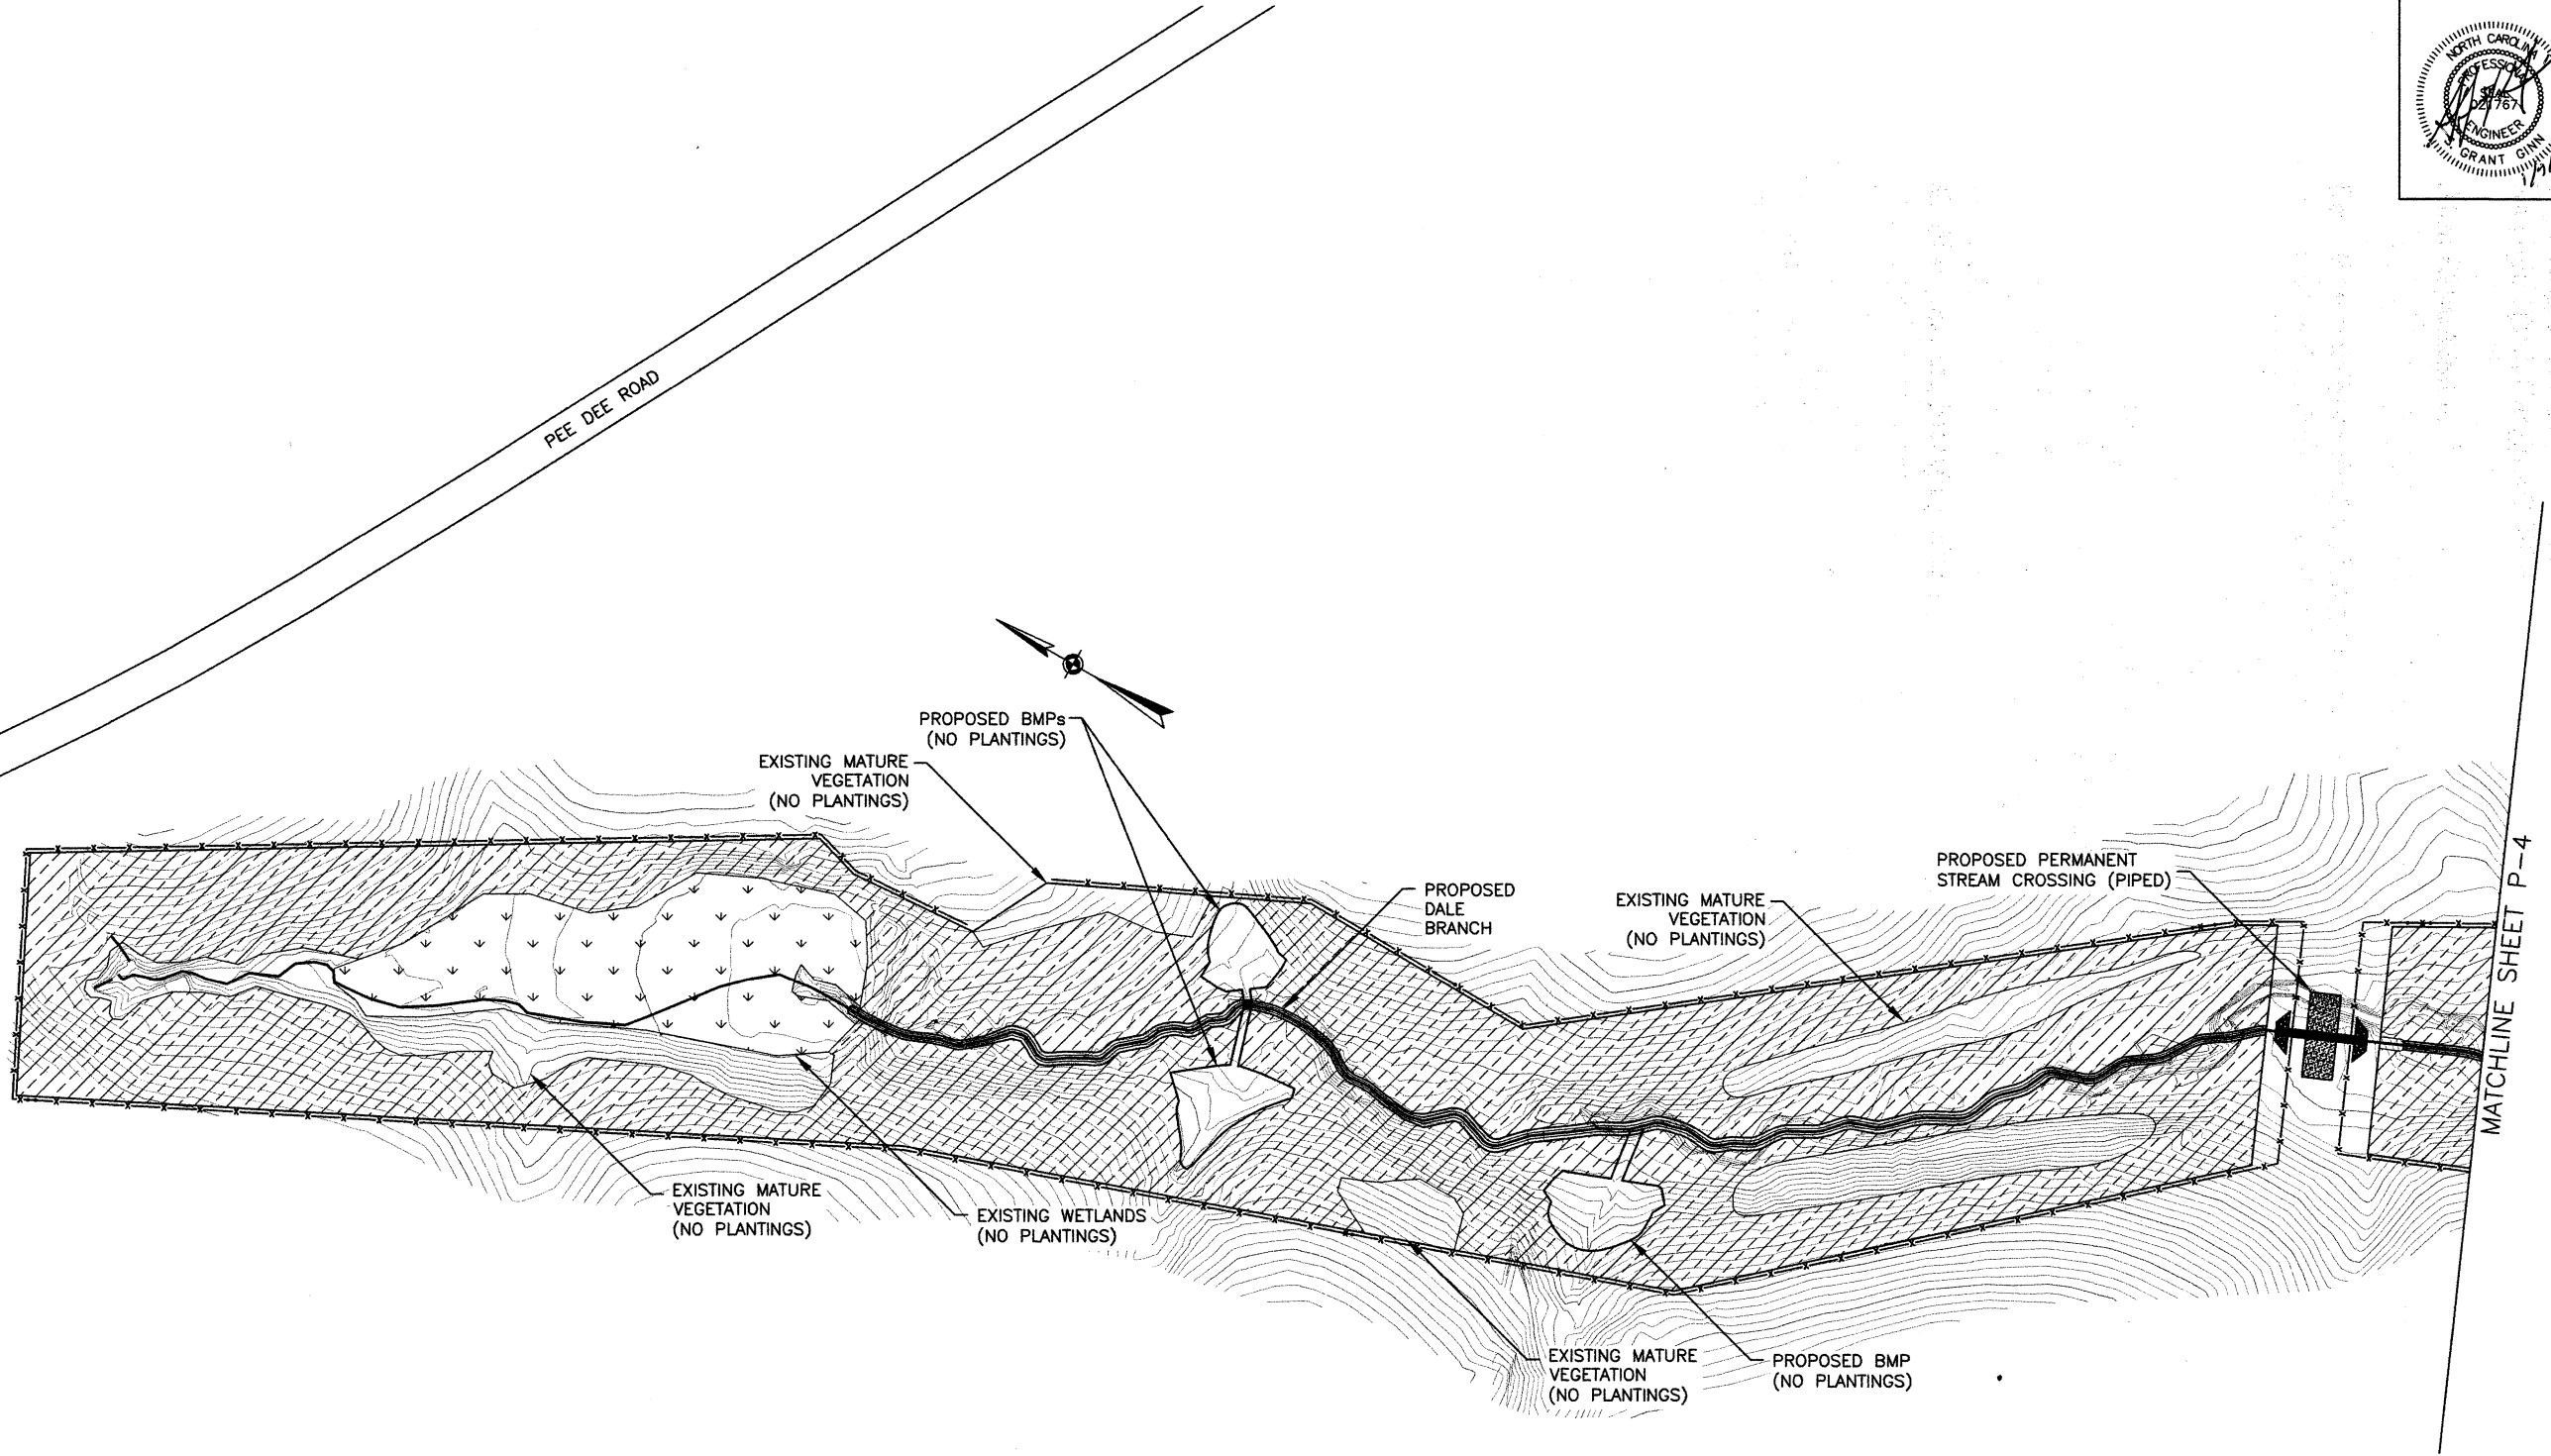 NORTH CAROLINA
PROFESSIONAL
SEAL
021767
ENGINEER
S. GRANT GINN
PEE DEE ROAD
PROPOSED BMPs
(NO PLANTINGS)
EXISTING MATURE
VEGETATION
(NO PLANTINGS)
PROPOSED
DALE
BRANCH
EXISTING MATURE
VEGETATION
(NO PLANTINGS)
PROPOSED PERMANENT
STREAM CROSSING (PIPED)
MATCHLINE SHEET P-4
EXISTING MATURE
VEGETATION
(NO PLANTINGS)
EXISTING WETLANDS
(NO PLANTINGS)
EXISTING MATURE
VEGETATION
(NO PLANTINGS)
PROPOSED BMP
(NO PLANTINGS)